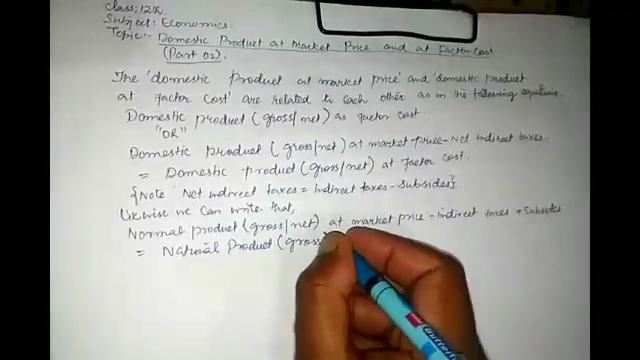 Class: 12th
Subject: Economics.
Topic:- Domestic Product at Market Price and at Factor Cost
(Part 02).
The 'domestic Product at market price' and 'domestic product
at factor cost' are related to each other as in the following equations.
Domestic product (gross/net) as factor cost.
"OR"
Domestic product (gross/net) at market-price-Net indirect taxes
= Domestic product (gross/net) at factor cost.
{Note: Net indirect taxes = Indirect taxes - Subsides}.
Likwise we can write that,
Normal product (gross/net) at market price - indirect taxes + Subsides
= National Product (gross